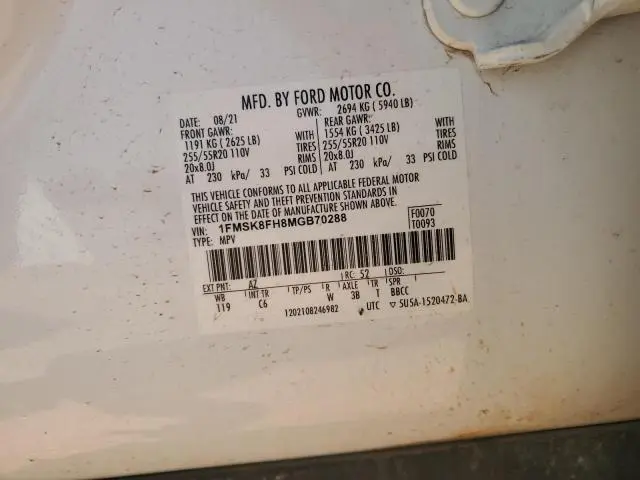 MFD. BY FORD MOTOR CO.
DATE: 08/21 GVWR: 2694 KG ( 5940 LB)
FRONT GAWR: REAR GAWR:
1191 KG ( 2625 LB) WITH 1554 KG ( 3425 LB) WITH
255/55R20 110V TIRES 255/55R20 110V TIRES
20x8.0J RIMS 20x8.0J RIMS
AT 230 kPa/ 33 PSI COLD AT 230 kPa/ 33 PSI COLD
THIS VEHICLE CONFORMS TO ALL APPLICABLE FEDERAL MOTOR
VEHICLE SAFETY AND THEFT PREVENTION STANDARDS IN
EFFECT ON THE DATE OF MANUFACTURE SHOWN ABOVE.
VIN: 1FMSK8FH8MGB70288 F0070
TYPE: MPV T0093
EXT PNT: AZ RC: 52 DSO:
WB INT TR TP/PS R AXLE TR SPR
119 C6 W 3B T BBCC
1202108246982 UTC ▽ 5U5A-1520472-BA